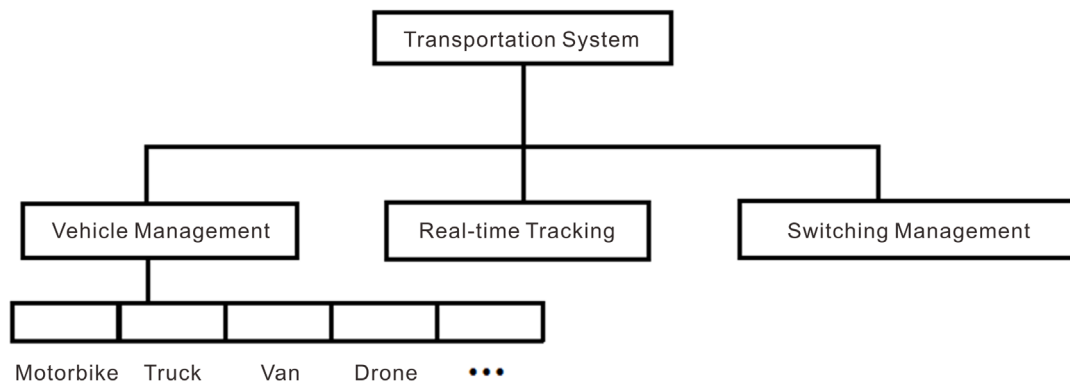 Transportation System
Vehicle Management
Real-time Tracking
Switching Management
Motorbike Truck Van Drone •••